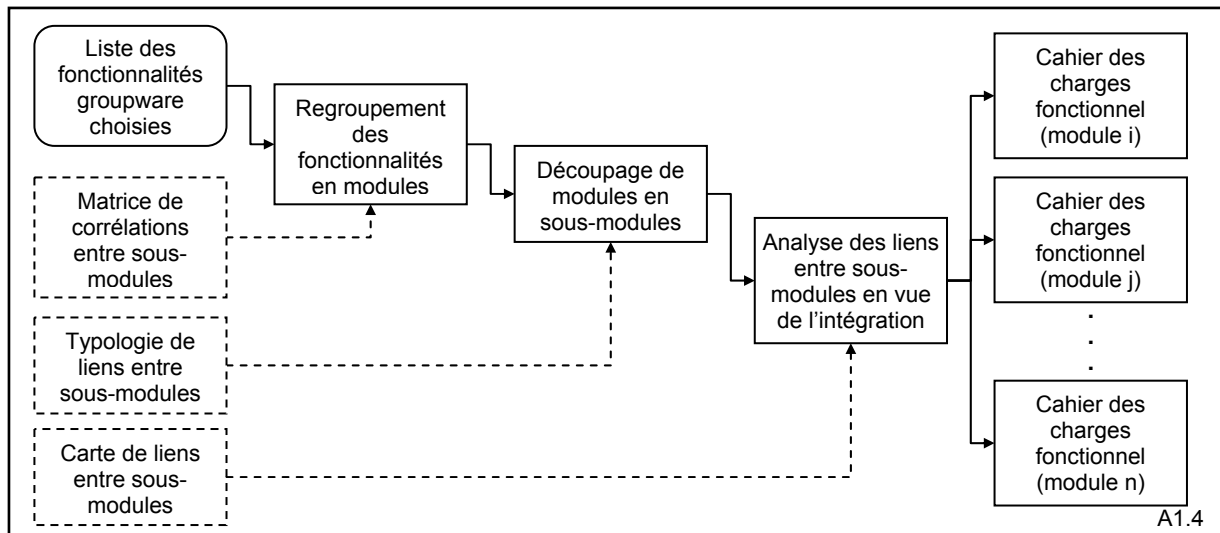 Liste des
fonctionnalités
groupware
choisies
Regroupement
des
fonctionnalités
en modules
Découpage de
modules en
sous-modules
Analyse des liens
entre sous-
modules en vue
de l’intégration
Matrice de
corrélations
entre sous-
modules
Typologie de
liens entre
sous-modules
Carte de liens
entre sous-
modules
Cahier des
charges
fonctionnel
(module i)
Cahier des
charges
fonctionnel
(module j)
.
.
.
Cahier des
charges
fonctionnel
(module n)
A1.4